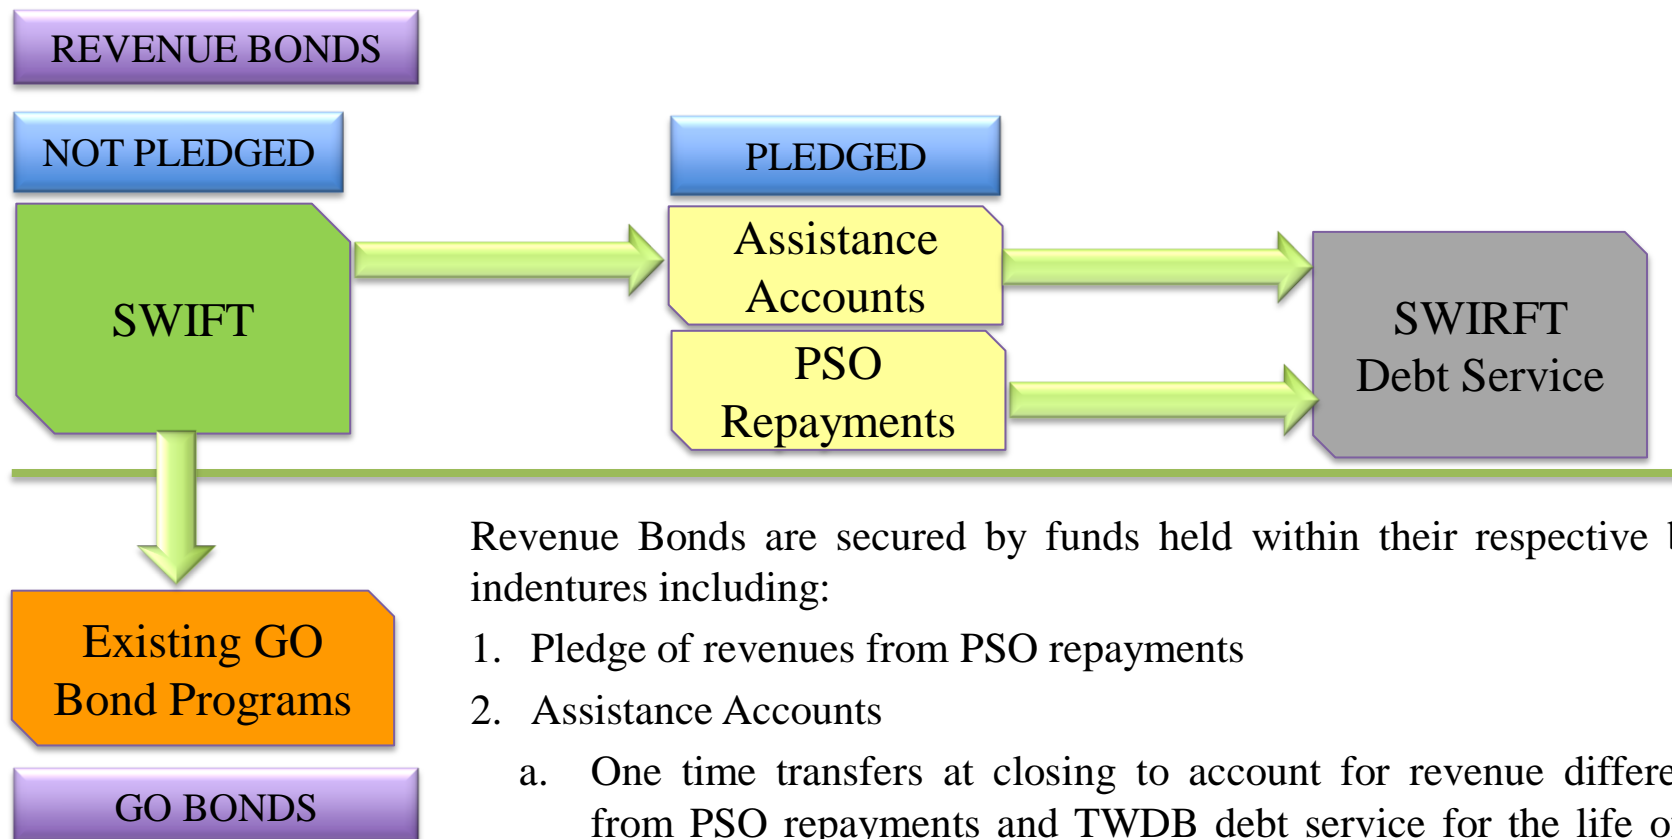 REVENUE BONDS
NOT PLEDGED
PLEDGED
SWIFT
Assistance
Accounts
PSO
Repayments
SWIRFT
Debt Service
Existing GO
Bond Programs
GO BONDS
Revenue Bonds are secured by funds held within their respective
indentures including:
1. Pledge of revenues from PSO repayments
2. Assistance Accounts
a. One time transfers at closing to account for revenue
from PSO repayments and TWDB debt service for the life